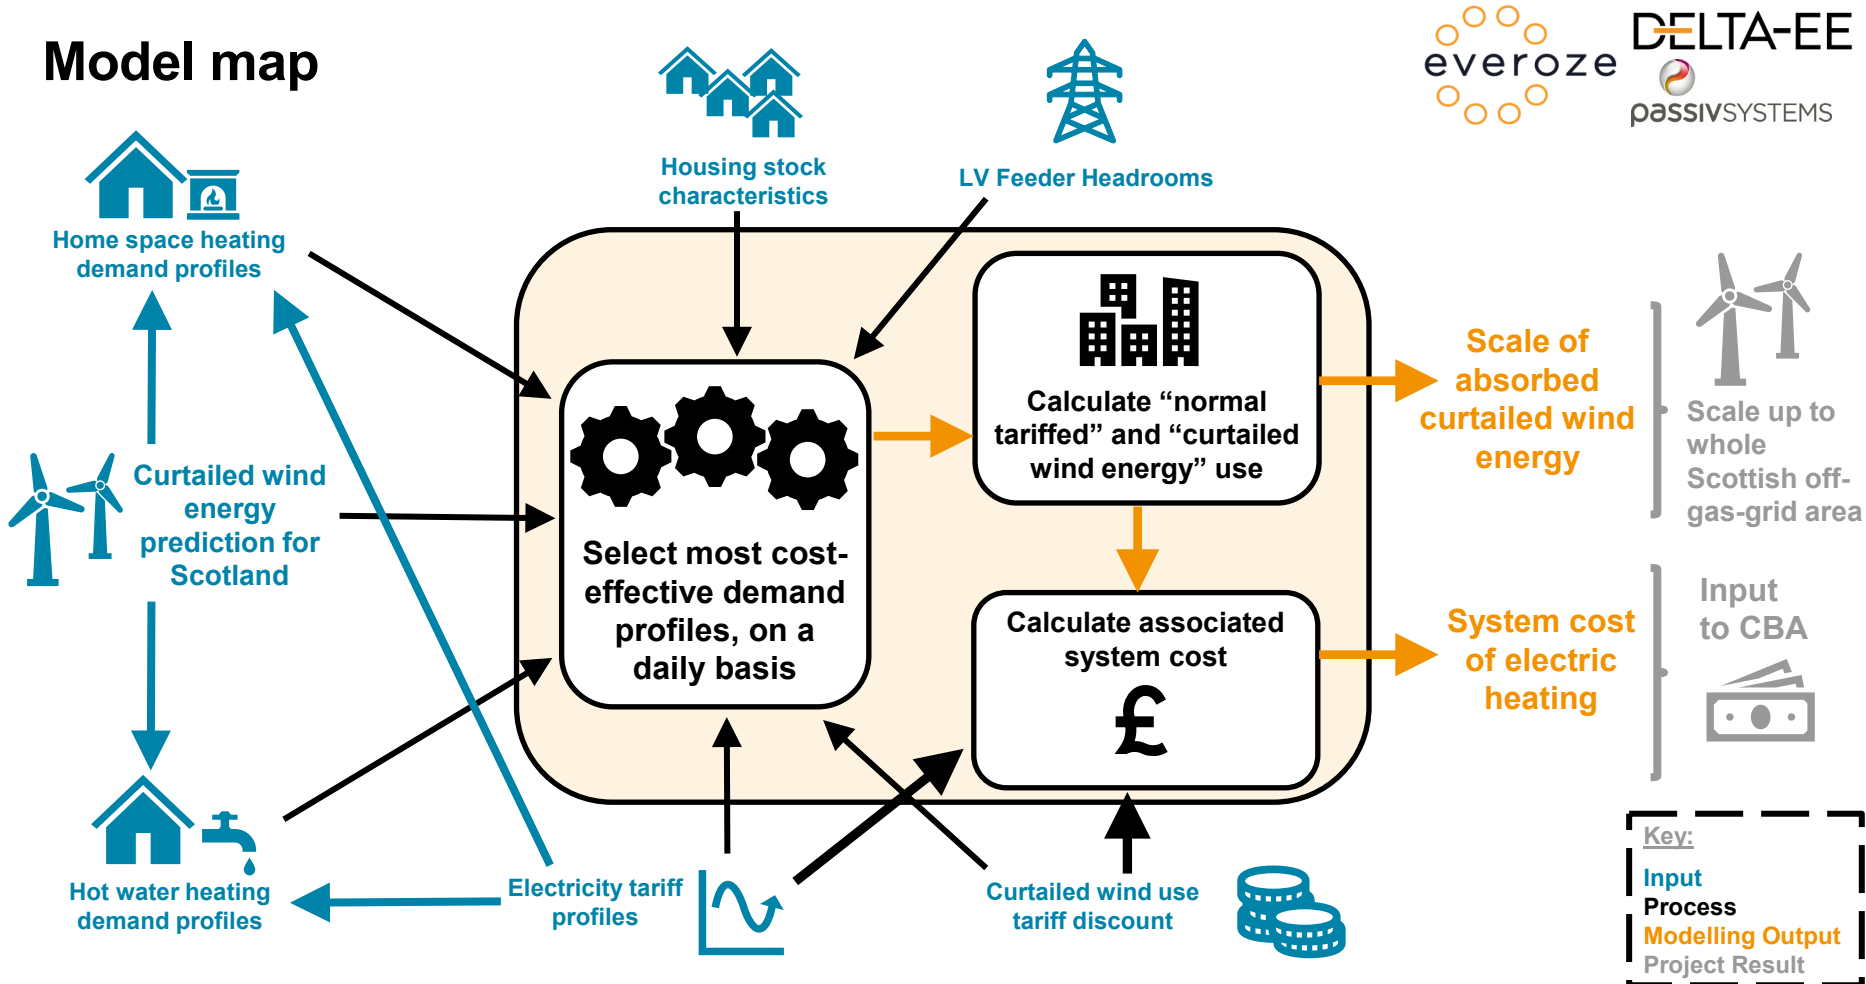 Model map
everoze
DELTA-EE
passivSYSTEMS
Housing stock
characteristics
LV Feeder Headrooms
Home space heating
demand profiles
Calculate “normal
tariffed” and “curtailed
wind energy” use
Scale of
absorbed
curtailed wind
energy
Scale up to
whole
Scottish off-
gas-grid area
Curtailed wind
energy
prediction for
Scotland
Select most cost-
effective demand
profiles, on a
daily basis
Calculate associated
system cost
£
System cost
of electric
heating
Input
to CBA
Hot water heating
demand profiles
Electricity tariff
profiles
Curtailed wind use
tariff discount
Key:
Input
Process
Modelling Output
Project Result